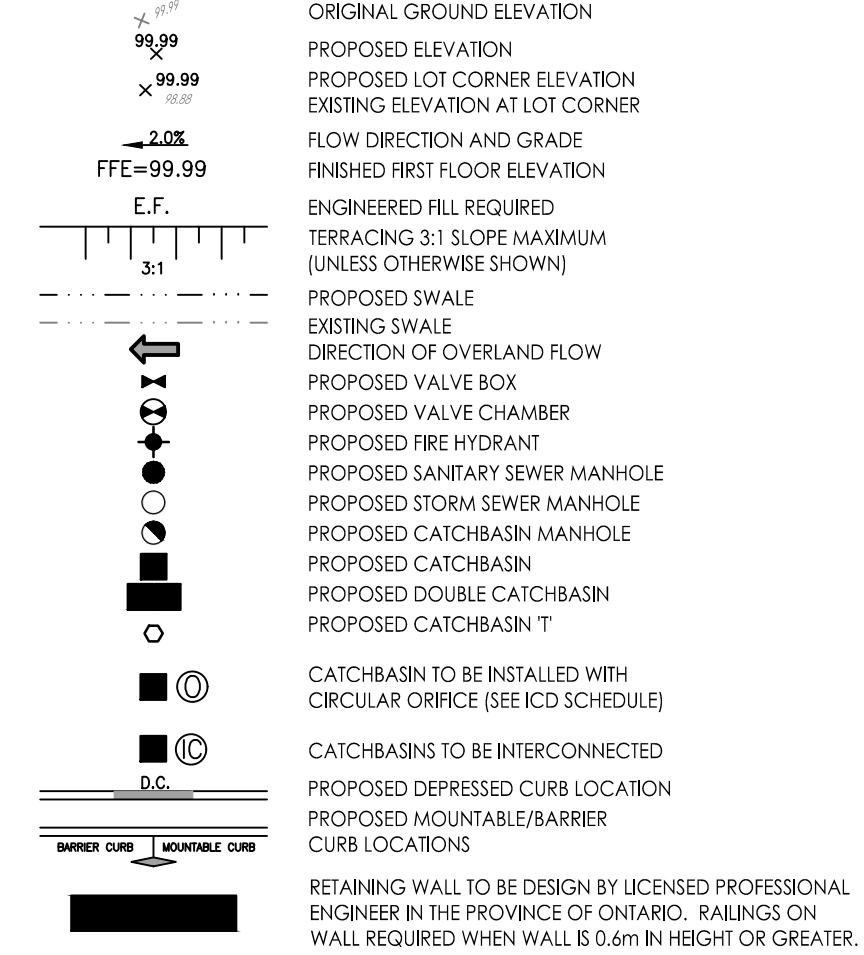 99.99 ORIGINAL GROUND ELEVATION
99.99 PROPOSED ELEVATION
99.99 PROPOSED LOT CORNER ELEVATION
98.88 EXISTING ELEVATION AT LOT CORNER
2.0% FLOW DIRECTION AND GRADE
FFE=99.99 FINISHED FIRST FLOOR ELEVATION
E.F. ENGINEERED FILL REQUIRED
TERRACING 3:1 SLOPE MAXIMUM
3:1 (UNLESS OTHERWISE SHOWN)
PROPOSED SWALE
EXISTING SWALE
DIRECTION OF OVERLAND FLOW
PROPOSED VALVE BOX
PROPOSED VALVE CHAMBER
PROPOSED FIRE HYDRANT
PROPOSED SANITARY SEWER MANHOLE
PROPOSED STORM SEWER MANHOLE
PROPOSED CATCHBASIN MANHOLE
PROPOSED CATCHBASIN
PROPOSED DOUBLE CATCHBASIN
PROPOSED CATCHBASIN 'T'
CATCHBASIN TO BE INSTALLED WITH
O CIRCULAR ORIFICE (SEE ICD SCHEDULE)
IC CATCHBASINS TO BE INTERCONNECTED
D.C. PROPOSED DEPRESSED CURB LOCATION
PROPOSED MOUNTABLE/BARRIER
BARRIER CURB MOUNTABLE CURB CURB LOCATIONS
RETAINING WALL TO BE DESIGN BY LICENSED PROFESSIONAL
ENGINEER IN THE PROVINCE OF ONTARIO. RAILINGS ON
WALL REQUIRED WHEN WALL IS 0.6m IN HEIGHT OR GREATER.